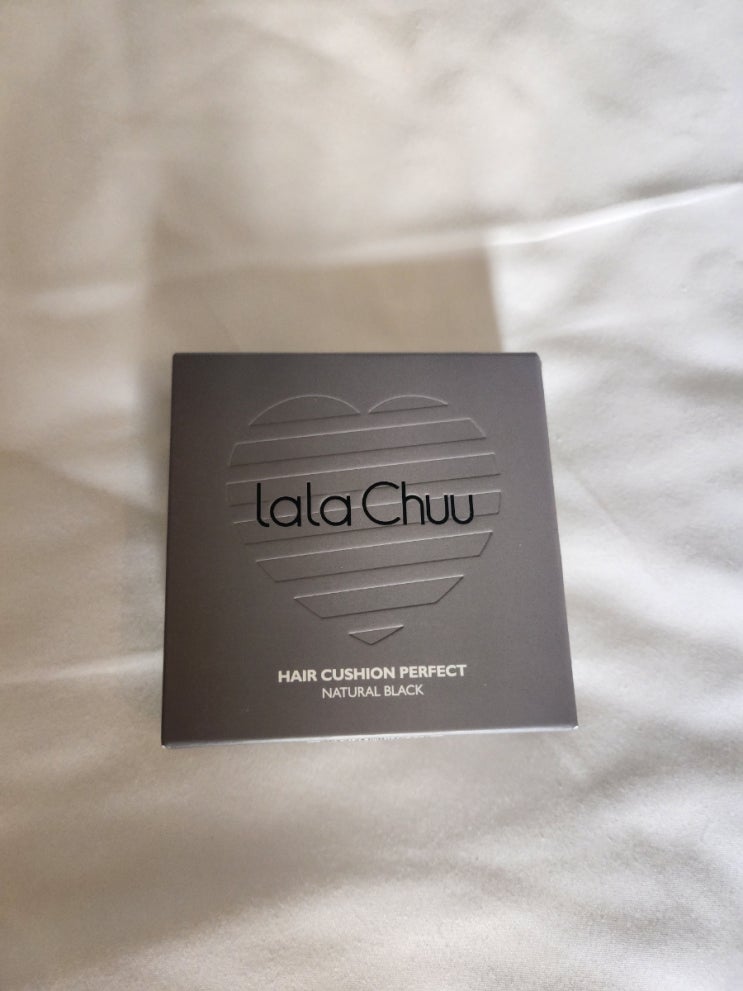 lala Chuu
HAIR CUSHION PERFECT
NATURAL BLACK